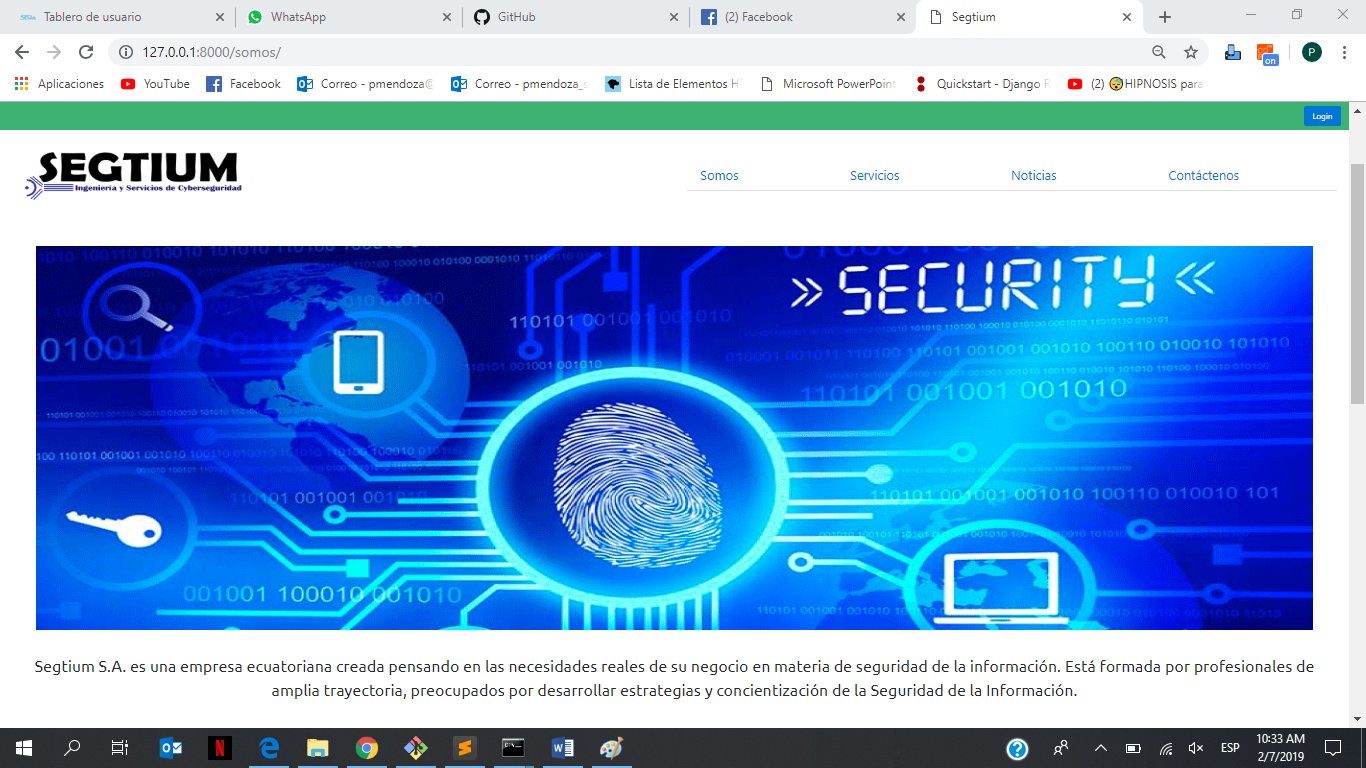 Tablero de usuario
WhatsApp
GitHub
(2) Facebook
Segtium
127.0.0.1:8000/somos/
P
on
Aplicaciones
YouTube
Facebook
Correo - pmendoza@
Correo - pmendoza_s
Lista de Elementos H
Microsoft PowerPoint
Quickstart - Django R
(2) 😴HIPNOSIS para
Login
SEGTIUM
Ingeniería y Servicios de Cyberseguridad
Somos
Servicios
Noticias
Contáctenos
» SECURITY «
110101 001001 001010
01001 001010
110101 001001 001010
110101 001001 001010
110101 001001 001010 100110 010010 101
001001 100010 001010
Segtium S.A. es una empresa ecuatoriana creada pensando en las necesidades reales de su negocio en materia de seguridad de la información. Está formada por profesionales de
amplia trayectoria, preocupados por desarrollar estrategias y concientización de la Seguridad de la Información.
ESP
10:33 AM
2/7/2019